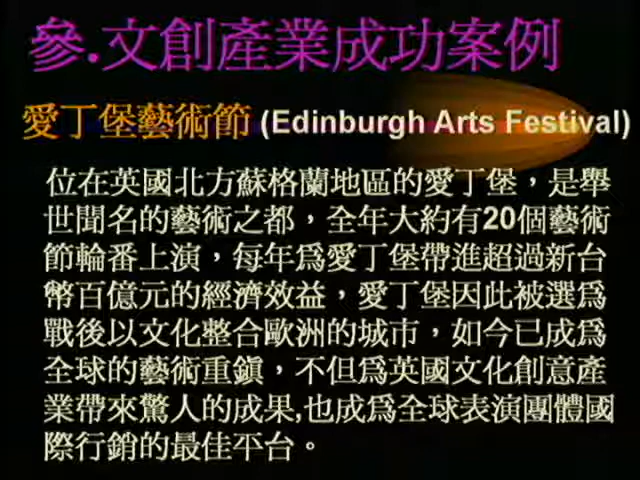 參.文創產業成功案例
愛丁堡藝術節 (Edinburgh Arts Festival)
位在英國北方蘇格蘭地區的愛丁堡，是舉
世聞名的藝術之都，全年大約有20個藝術
節輪番上演，每年為愛丁堡帶進超過新台
幣百億元的經濟效益，愛丁堡因此被選為
戰後以文化整合歐洲的城市，如今已成為
全球的藝術重鎮，不但為英國文化創意產
業帶來驚人的成果,也成為全球表演團體國
際行銷的最佳平台。